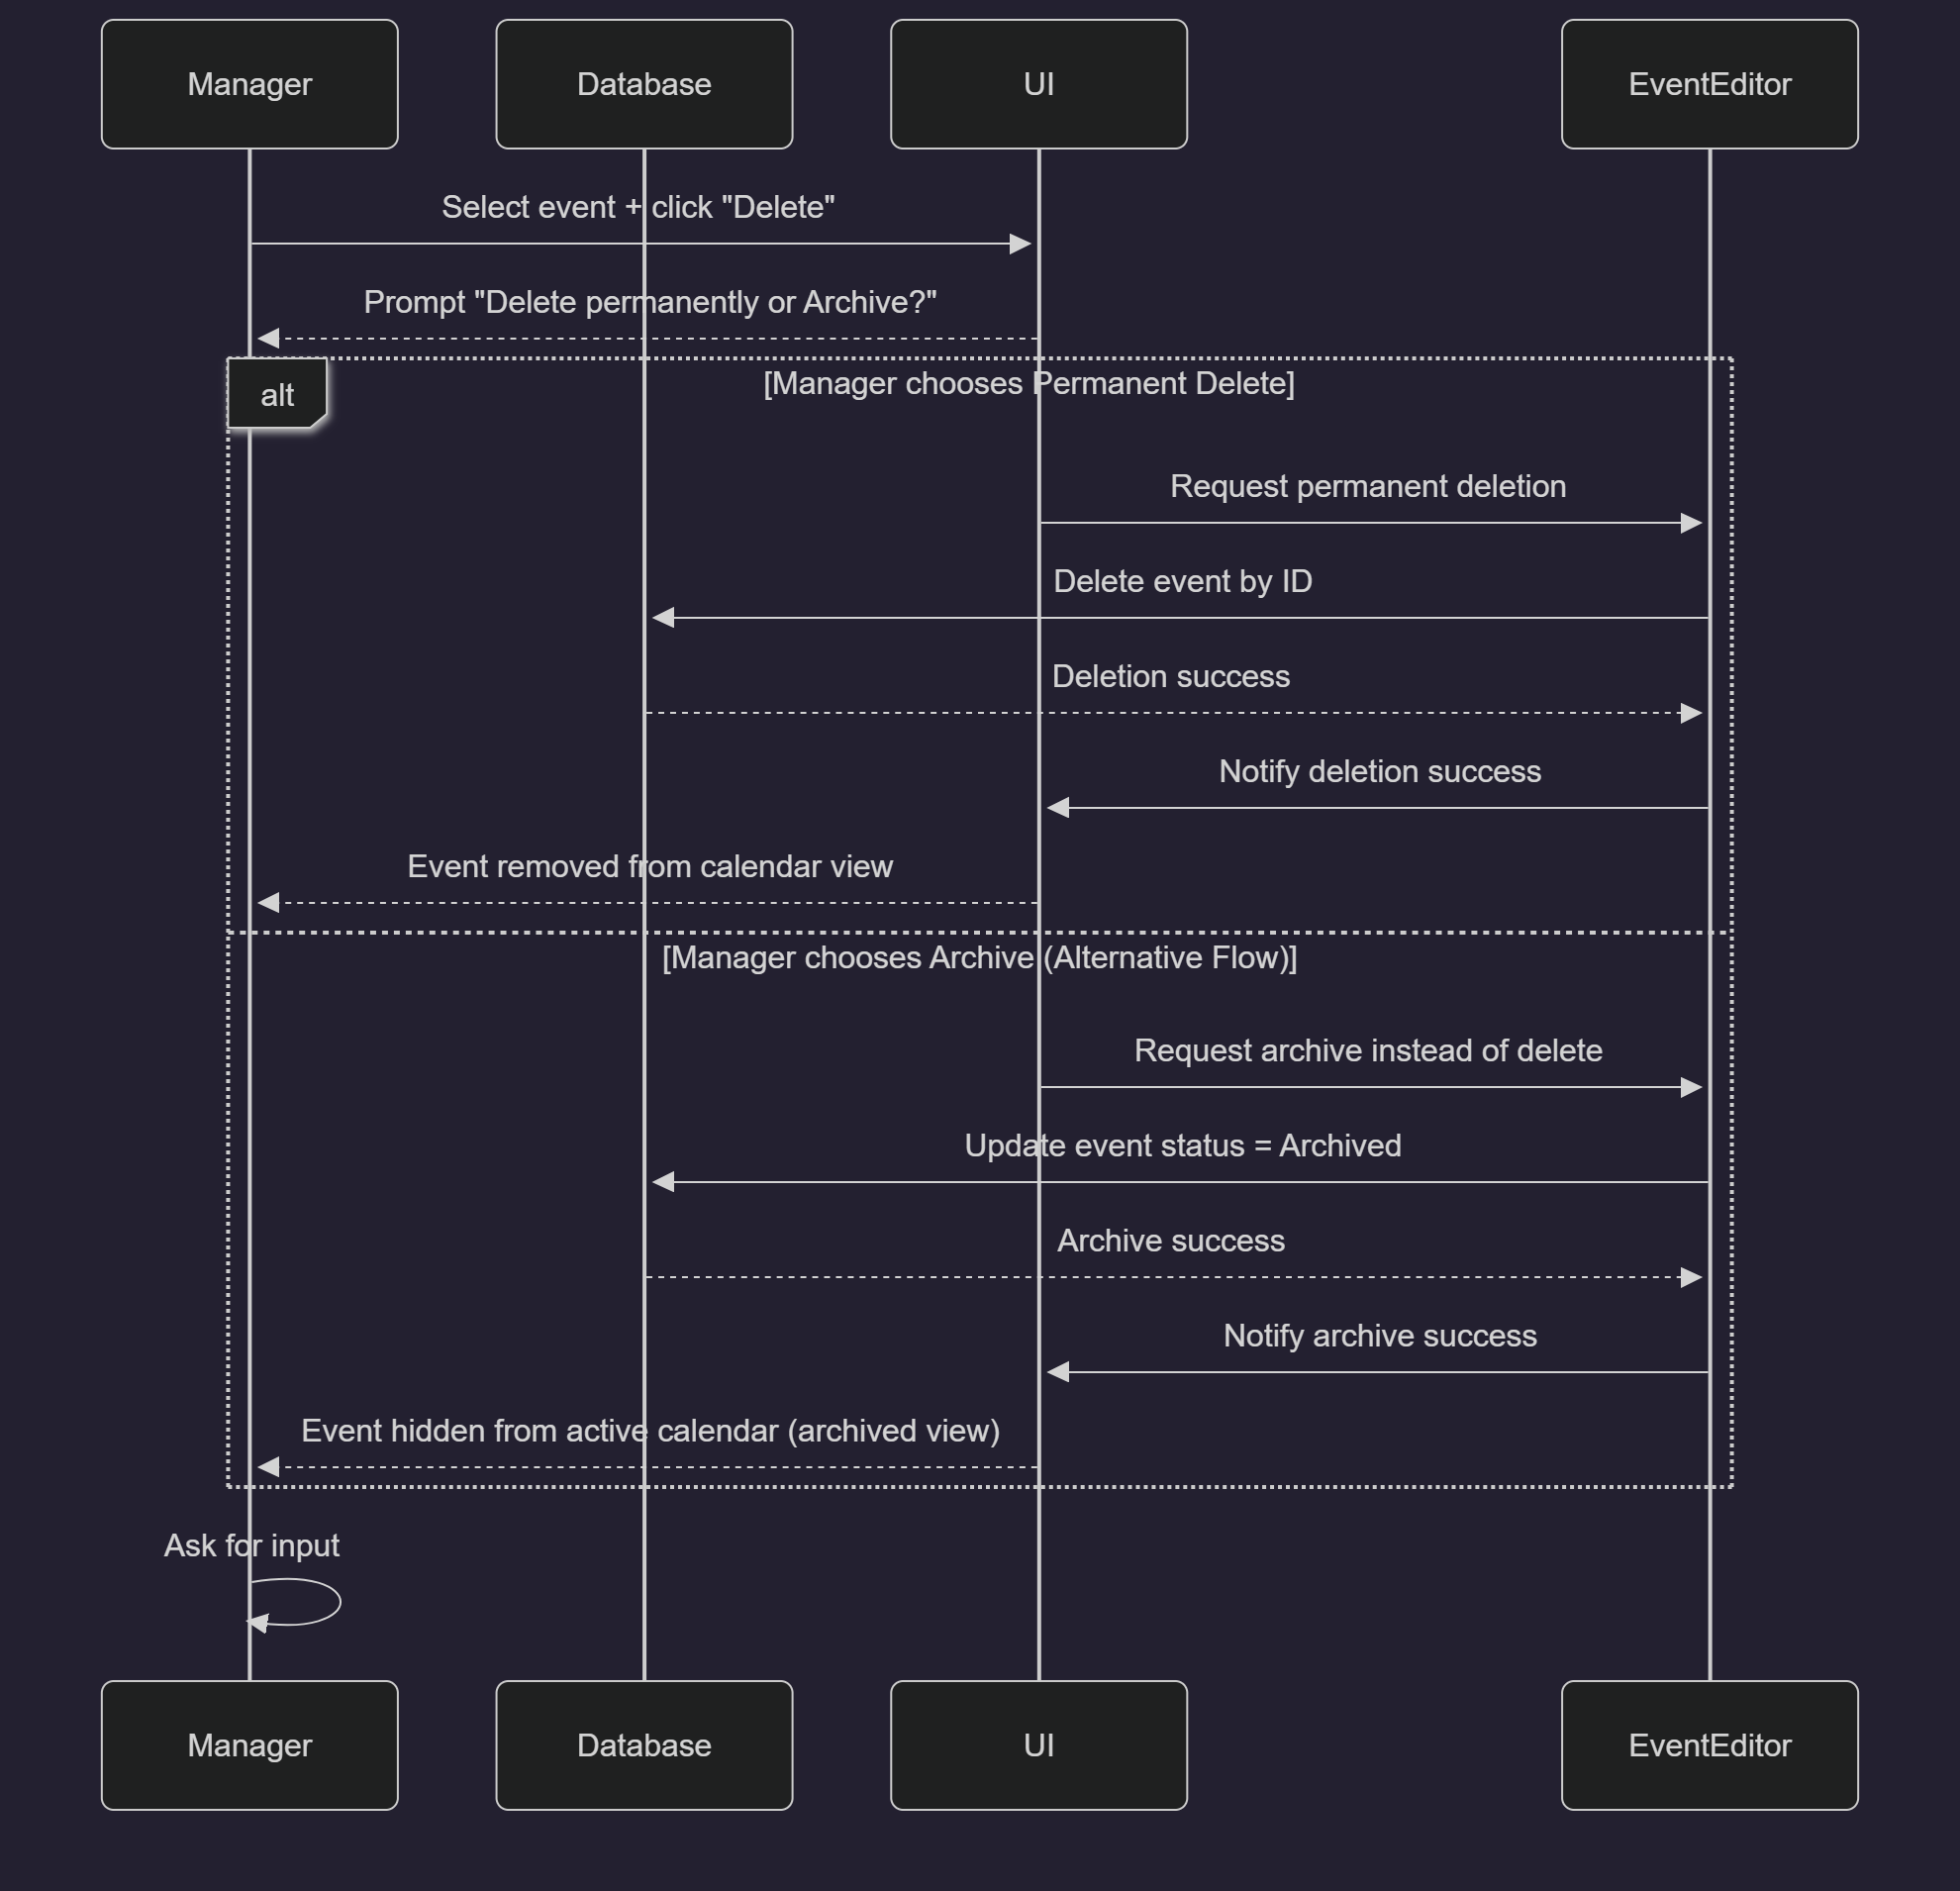 Manager
Database
UI
EventEditor
Select event + click "Delete"
Prompt "Delete permanently or Archive?"
alt
[Manager chooses Permanent Delete]
Request permanent deletion
Delete event by ID
Deletion success
Notify deletion success
Event removed from calendar view
[Manager chooses Archive (Alternative Flow)]
Request archive instead of delete
Update event status = Archived
Archive success
Notify archive success
Event hidden from active calendar (archived view)
Ask for input
Manager
Database
UI
EventEditor